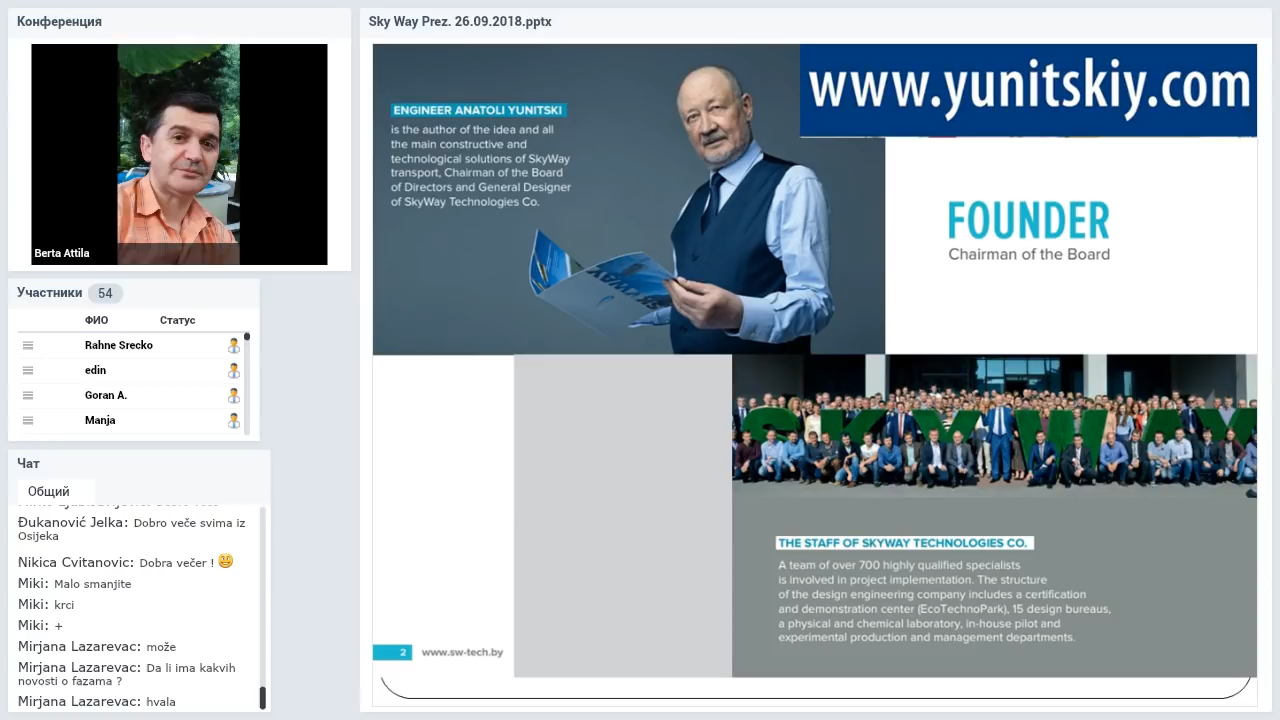 Конференция
Berta Attila
Участники 54
ФИО Статус
Rahne Srecko
edin
Goran A.
Manja
Чат
Общий
Đukanović Jelka: Dobro veče svima iz
Osijeka
Nikica Cvitanovic: Dobra večer !
Miki: Malo smanjite
Miki: krci
Miki: +
Mirjana Lazarevac: može
Mirjana Lazarevac: Da li ima kakvih
novosti o fazama ?
Mirjana Lazarevac: hvala
Sky Way Prez. 26.09.2018.pptx
www.yunitskiy.com
ENGINEER ANATOLI YUNITSKI
is the author of the idea and all
the main constructive and
technological solutions of SkyWay
transport, Chairman of the Board
of Directors and General Designer
of SkyWay Technologies Co.
FOUNDER
Chairman of the Board
SKYWAY
THE STAFF OF SKYWAY TECHNOLOGIES CO.
A team of over 700 highly qualified specialists
is involved in project implementation. The structure
of the design engineering company includes a certification
and demonstration center (EcoTechnoPark), 15 design bureaus,
a physical and chemical laboratory, in-house pilot and
experimental production and management departments.
2 www.sw-tech.by